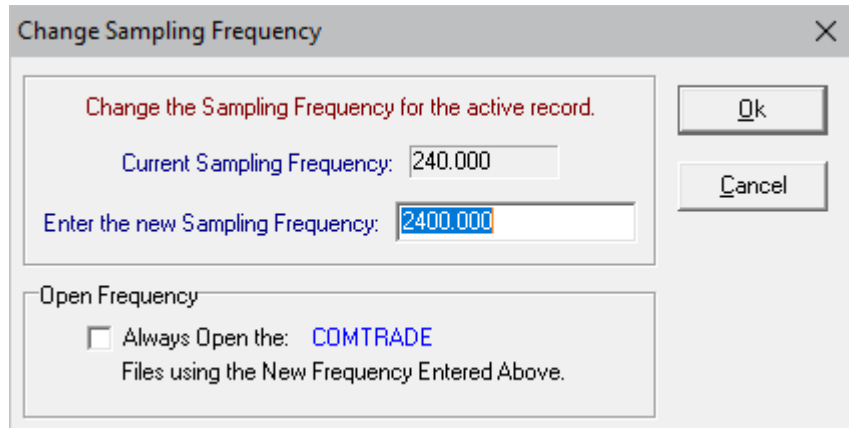 Change Sampling Frequency
Change the Sampling Frequency for the active record.
Current Sampling Frequency: 240.000
Enter the new Sampling Frequency: 2400.000
Ok
Cancel
Open Frequency
Always Open the: COMTRADE
Files using the New Frequency Entered Above.